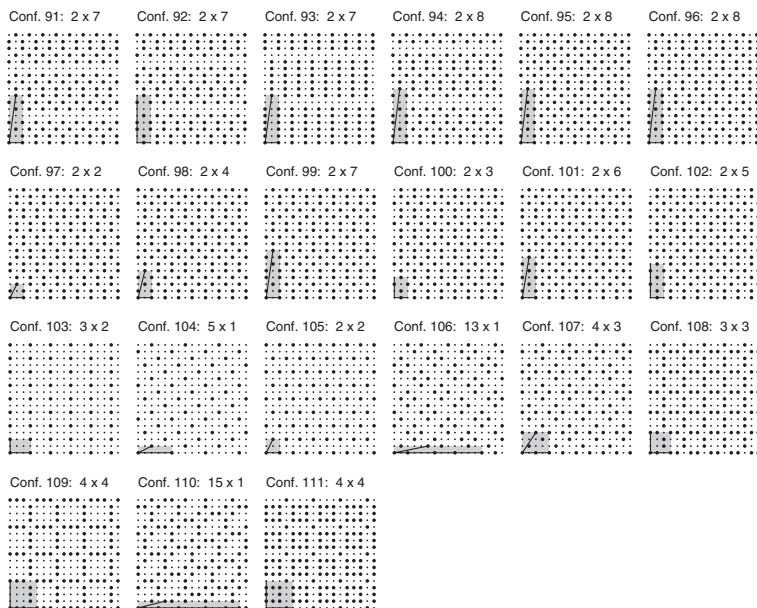 Conf. 91: 2 x 7 Conf. 92: 2 x 7 Conf. 93: 2 x 7 Conf. 94: 2 x 8 Conf. 95: 2 x 8 Conf. 96: 2 x 8
Conf. 97: 2 x 2 Conf. 98: 2 x 4 Conf. 99: 2 x 7 Conf. 100: 2 x 3 Conf. 101: 2 x 6 Conf. 102: 2 x 5
Conf. 103: 3 x 2 Conf. 104: 5 x 1 Conf. 105: 2 x 2 Conf. 106: 13 x 1 Conf. 107: 4 x 3 Conf. 108: 3 x 3
Conf. 109: 4 x 4 Conf. 110: 15 x 1 Conf. 111: 4 x 4